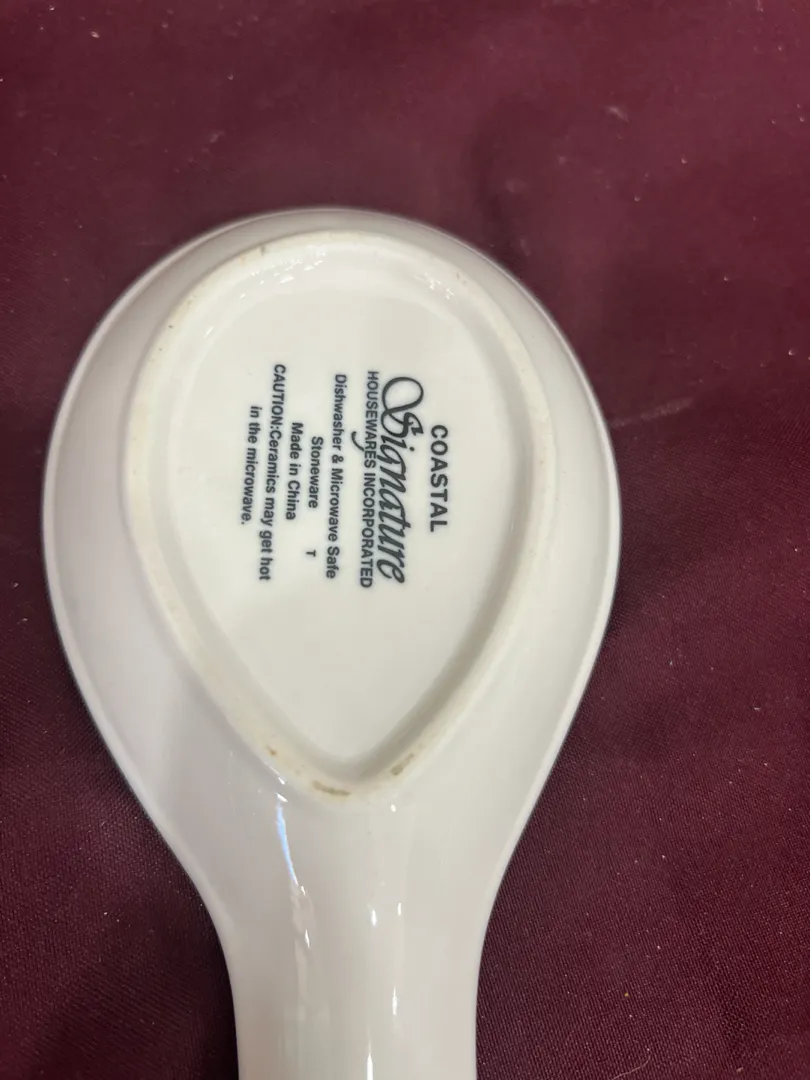 COASTAL
Signature
HOUSEWARES INCORPORATED
Dishwasher & Microwave Safe
Stoneware T
Made in China
CAUTION:Ceramics may get hot
in the microwave.